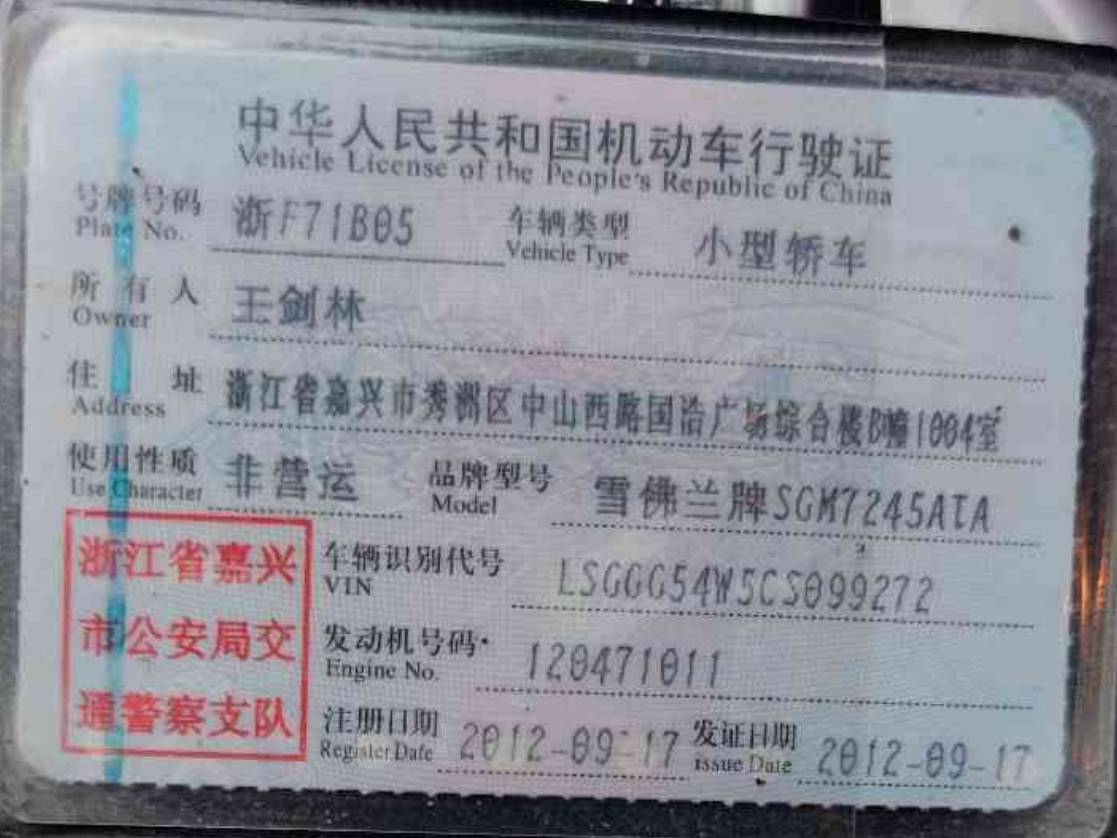 中华人民共和国机动车行驶证
Vehicle License of the People's Republic of China
号牌号码 浙F71B05 车辆类型 小型轿车
Plate No. Vehicle Type
所有人 王剑林
Owner
住址 浙江省嘉兴市秀洲区中山西路国洽广场综合楼B幢1004室
Address
使用性质 非营运 品牌型号 雪佛兰牌SGM7245ATA
Use Character Model
浙江省嘉兴
市公安局交
通警察支队
车辆识别代号 LSGGG54W5CS099272
VIN
发动机号码 120471011
Engine No.
注册日期 2012-09-17 发证日期 2012-09-17
Register Date Issue Date